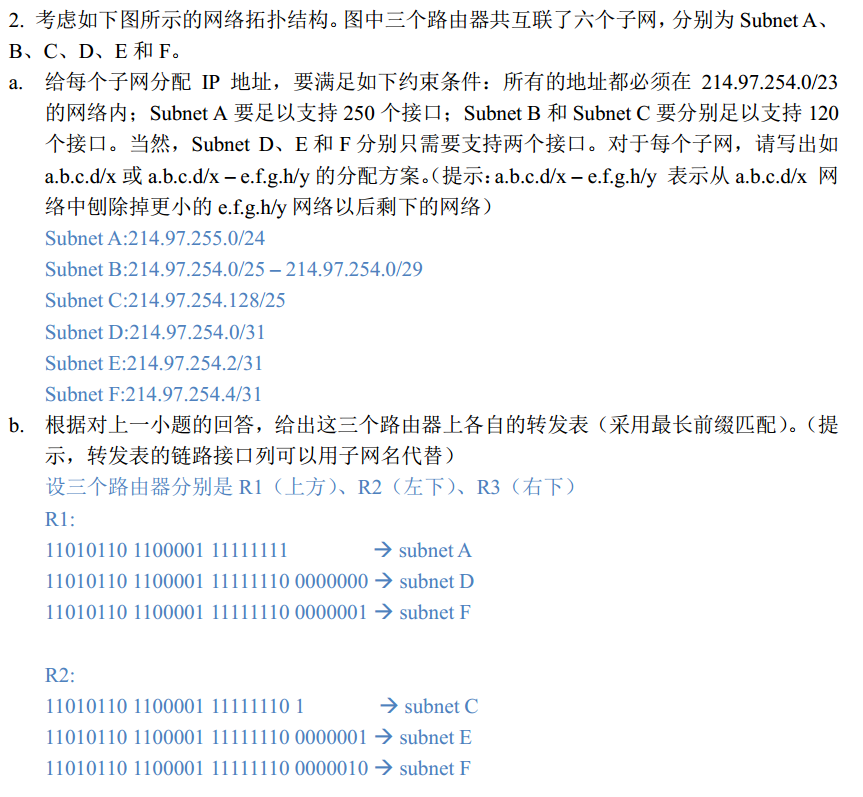 2. 考虑如下图所示的网络拓扑结构。图中三个路由器共互联了六个子网，分别为 Subnet A、
B、C、D、E 和 F。
a. 给每个子网分配 IP 地址，要满足如下约束条件：所有的地址都必须在 214.97.254.0/23
的网络内；Subnet A 要足以支持 250 个接口；Subnet B 和 Subnet C 要分别足以支持 120
个接口。当然，Subnet D、E 和 F 分别只需要支持两个接口。对于每个子网，请写出如
a.b.c.d/x 或 a.b.c.d/x – e.f.g.h/y 的分配方案。（提示：a.b.c.d/x – e.f.g.h/y 表示从 a.b.c.d/x 网
络中刨除掉更小的 e.f.g.h/y 网络以后剩下的网络）
Subnet A:214.97.255.0/24
Subnet B:214.97.254.0/25 – 214.97.254.0/29
Subnet C:214.97.254.128/25
Subnet D:214.97.254.0/31
Subnet E:214.97.254.2/31
Subnet F:214.97.254.4/31
b. 根据对上一小题的回答，给出这三个路由器上各自的转发表（采用最长前缀匹配）。（提
示，转发表的链路接口列可以用子网名代替）
设三个路由器分别是 R1（上方）、R2（左下）、R3（右下）
R1:
11010110 1100001 11111111 → subnet A
11010110 1100001 11111110 0000000 → subnet D
11010110 1100001 11111110 0000001 → subnet F
R2:
11010110 1100001 11111110 1 → subnet C
11010110 1100001 11111110 0000001 → subnet E
11010110 1100001 11111110 0000010 → subnet F